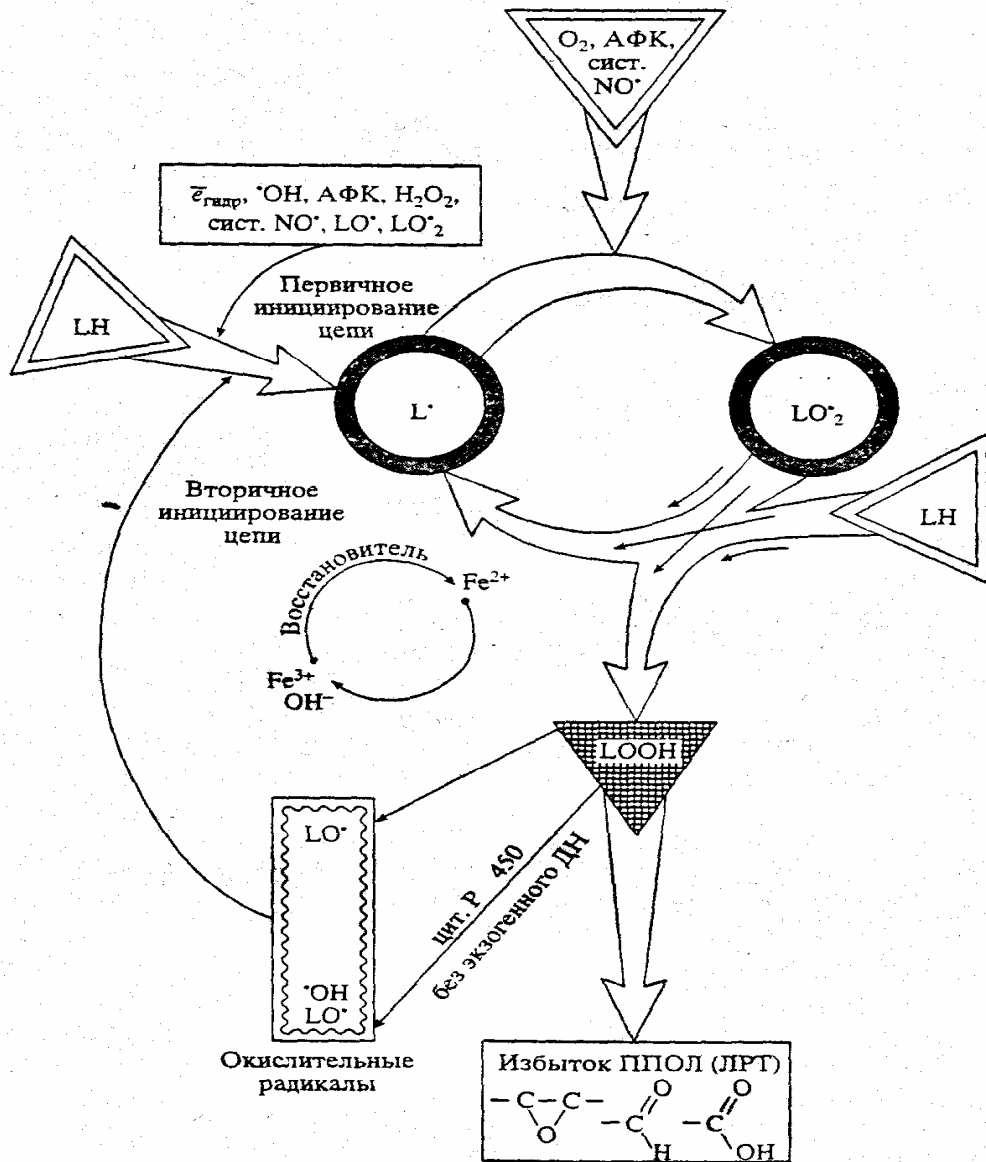 O₂, АФК,
сист.
NO•
e̅гидр, •OH, АФК, H₂O₂,
сист. NO•, LO•, LO•₂
Первичное
инициирование
цепи
LH
L•
LO•₂
LH
Вторичное
инициирование
цепи
Восстановитель
Fe²⁺
Fe³⁺
OH⁻
LOOH
LO•
•OH
LO•
цит. P 450
без экзогенного ДН
Окислительные
радикалы
Избыток ППОЛ (ЛРТ)
— C — C —
O
— C
O
H
— C
O
OH